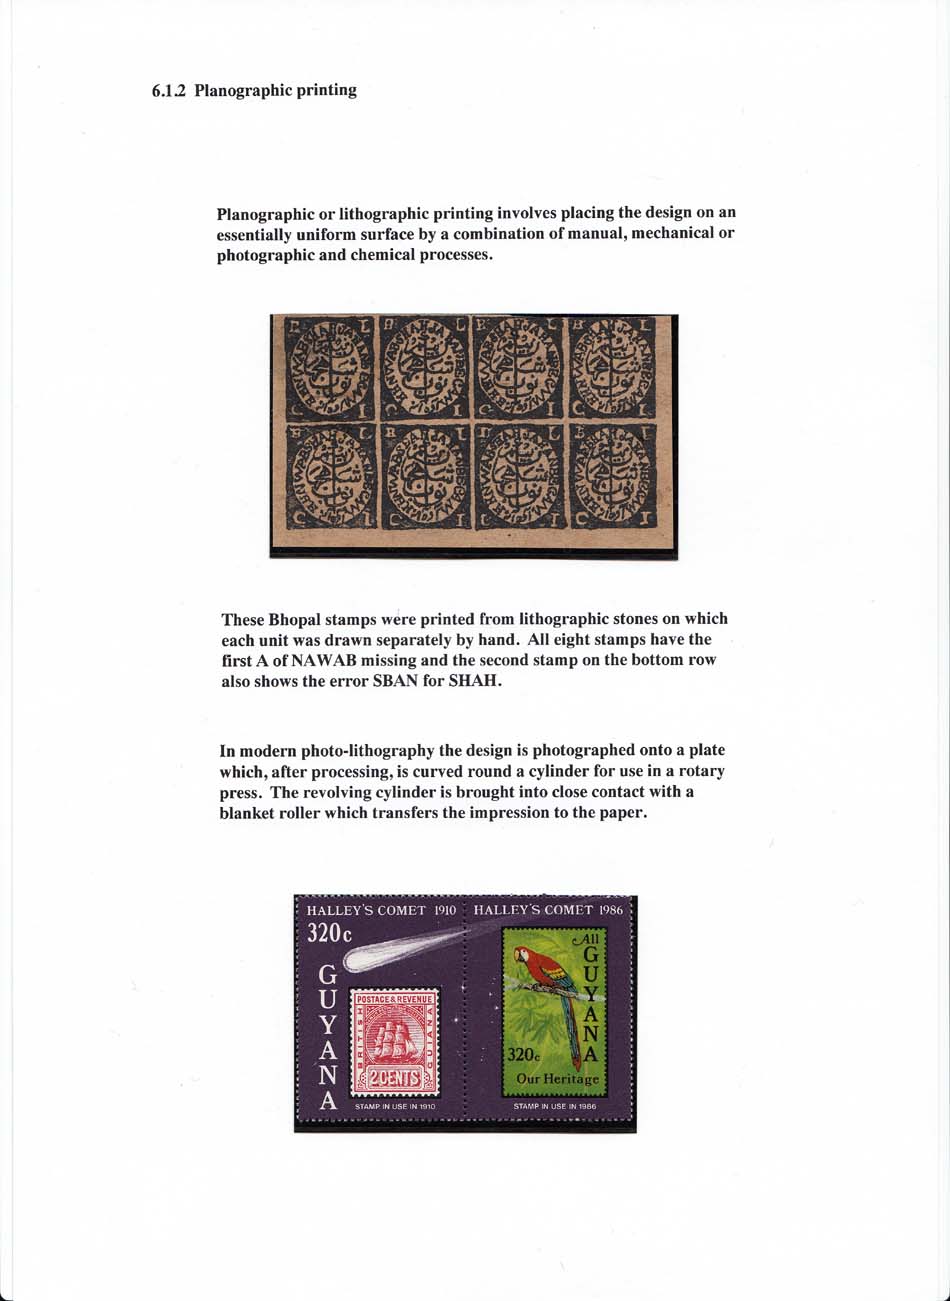 6.1.2 Planographic printing
Planographic or lithographic printing involves placing the design on an
essentially uniform surface by a combination of manual, mechanical or
photographic and chemical processes.
These Bhopal stamps were printed from lithographic stones on which
each unit was drawn separately by hand. All eight stamps have the
first A of NAWAB missing and the second stamp on the bottom row
also shows the error SBAN for SHAH.
In modern photo-lithography the design is photographed onto a plate
which, after processing, is curved round a cylinder for use in a rotary
press. The revolving cylinder is brought into close contact with a
blanket roller which transfers the impression to the paper.
HALLEY'S COMET 1910
320c
GUYANA
POSTAGE & REVENUE
BRITISH
GUIANA
2 CENTS
STAMP IN USE IN 1910
HALLEY'S COMET 1986
All
GUYANA
320c
Our Heritage
STAMP IN USE IN 1986